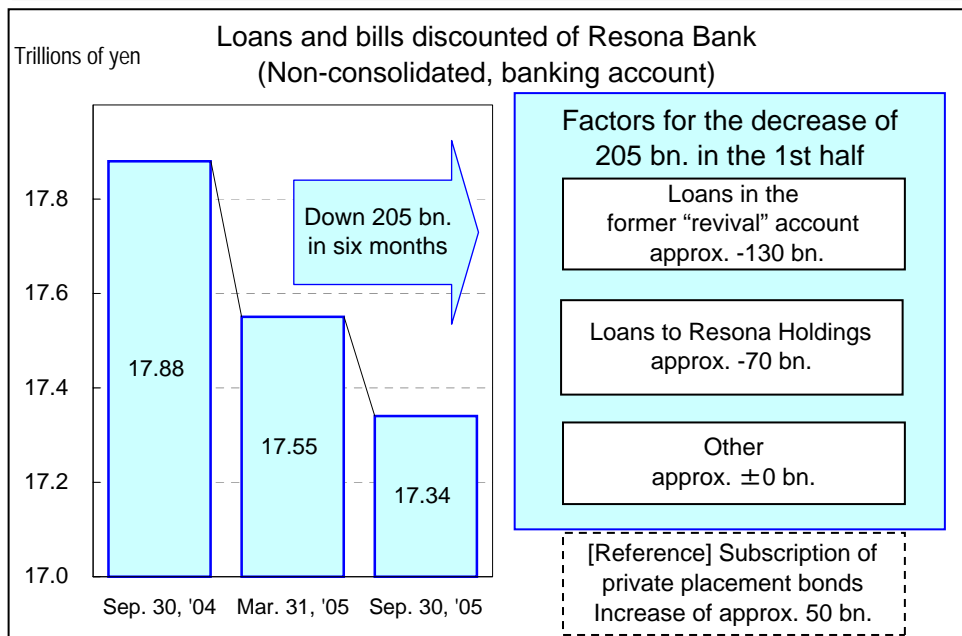 Loans and bills discounted of Resona Bank
(Non-consolidated, banking account)
Trillions of yen
17.8
17.6
17.4
17.2
17.0
17.88
17.55
17.34
Sep. 30, '04
Mar. 31, '05
Sep. 30, '05
Down 205 bn.
in six months
Factors for the decrease of
205 bn. in the 1st half
Loans in the
former “revival” account
approx. -130 bn.
Loans to Resona Holdings
approx. -70 bn.
Other
approx. ±0 bn.
[Reference] Subscription of
private placement bonds
Increase of approx. 50 bn.